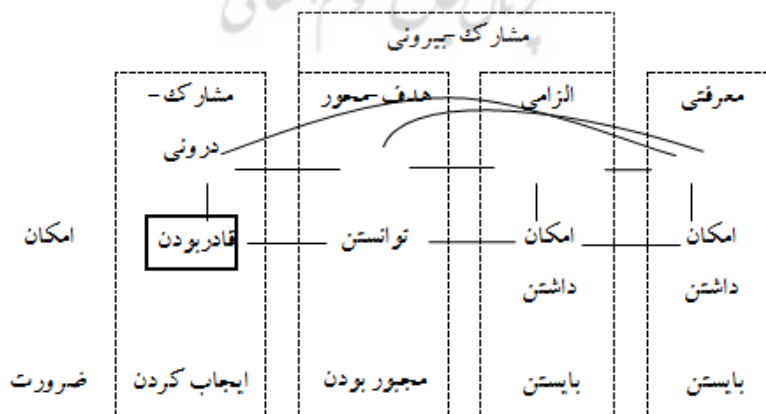 مشارک-بیرونی
معرفتی الزامی هدف-محور مشارک-
درونی
امکان امکان توانستن قادربودن امکان
داشتن داشتن
بایستن بایستن مجبور بودن ایجاب کردن ضرورت